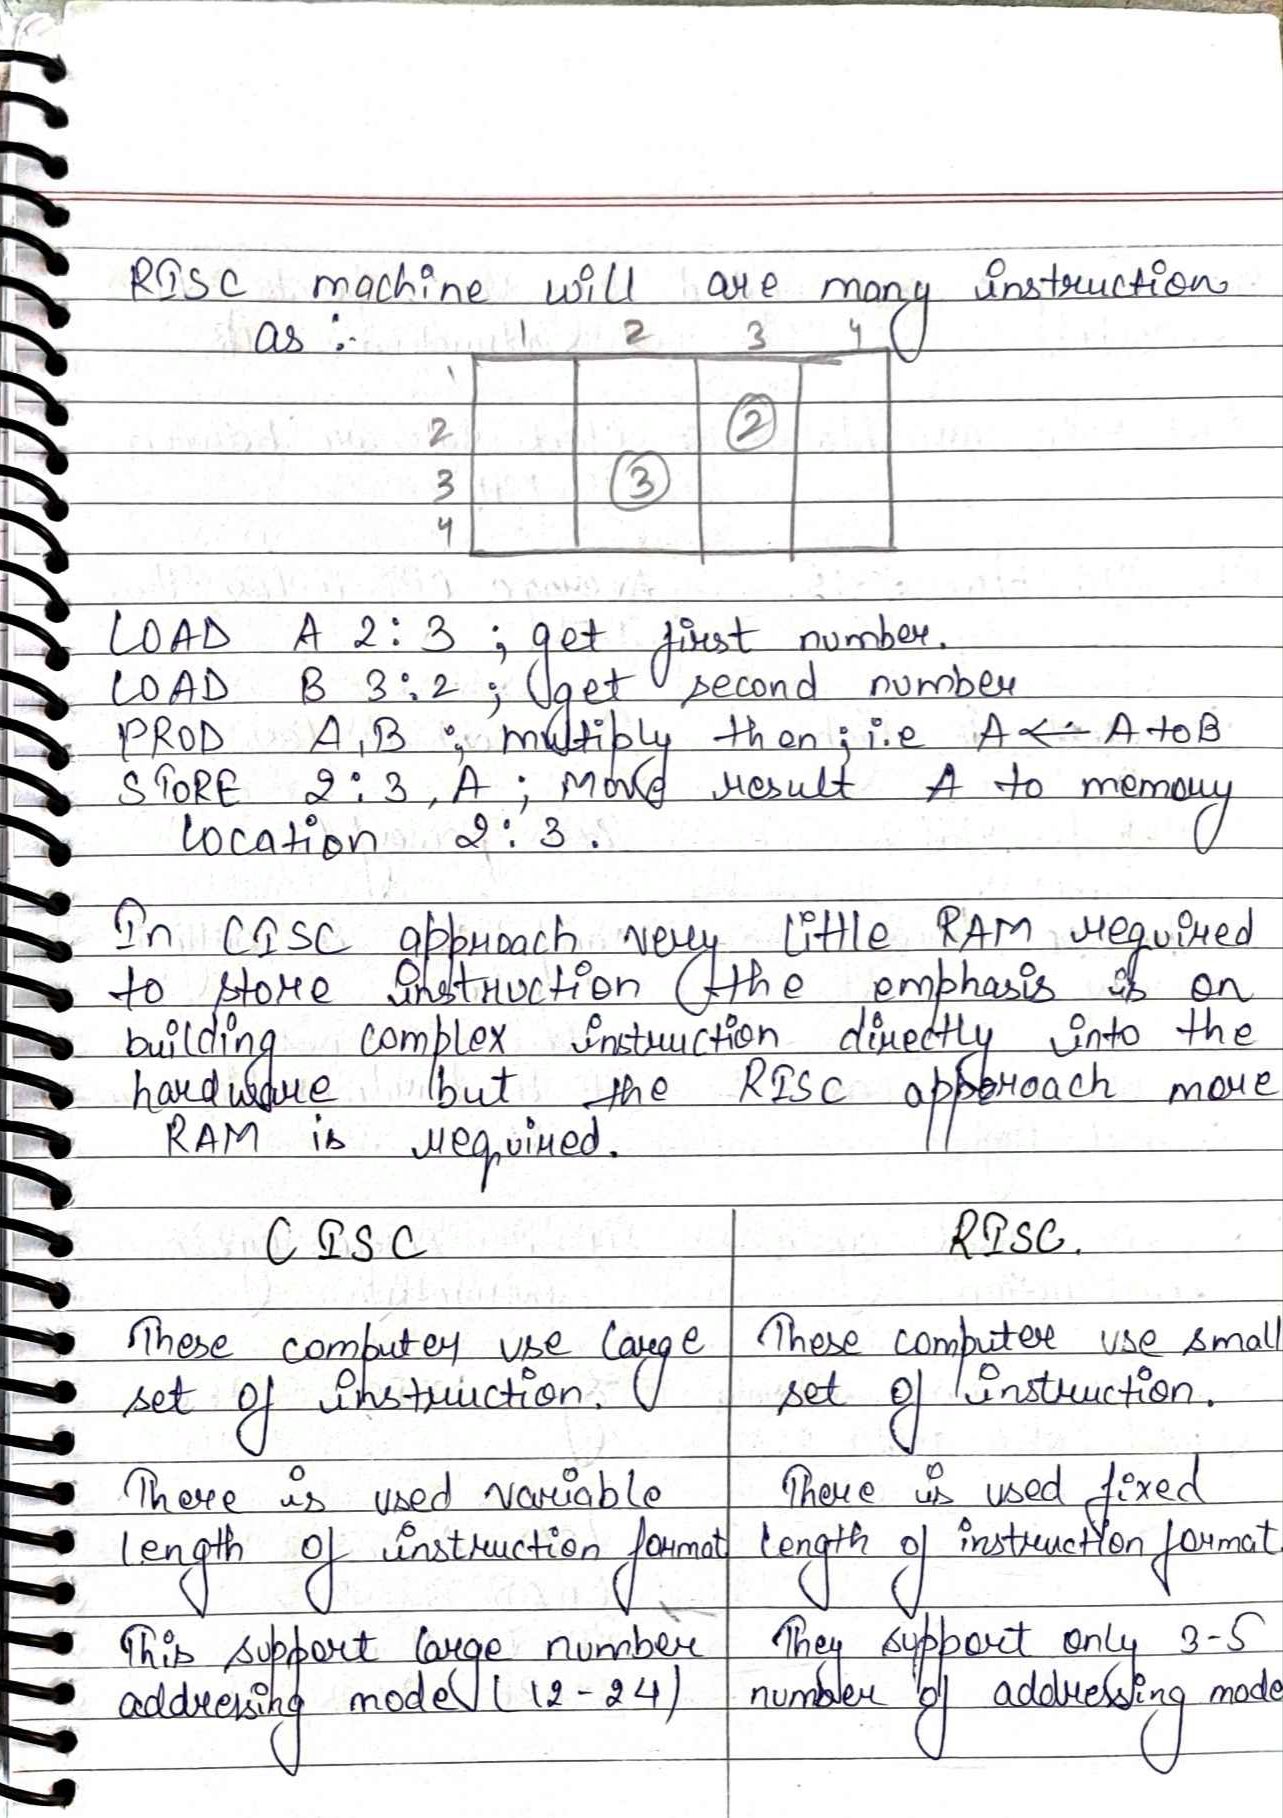 RISC machine will are many instruction
as :-
1 2 3 4
1
2 2
3 3
4
LOAD A 2:3 ; get first number.
LOAD B 3:2 ; get second number
PROD A,B ; multiply then; i.e A <- A to B
STORE 2:3, A ; Move result A to memory
location 2:3.
In CISC approach very little RAM required
to store instruction the emphasis is on
building complex instruction directly into the
hardware but the RISC approach more
RAM is required.
CISC RISC.
These computer use large These computer use small
set of instruction. set of instruction.
There is used variable There is used fixed
length of instruction format length of instruction format
This support large number They support only 3-5
addressing mode (12-24) number of addressing mode